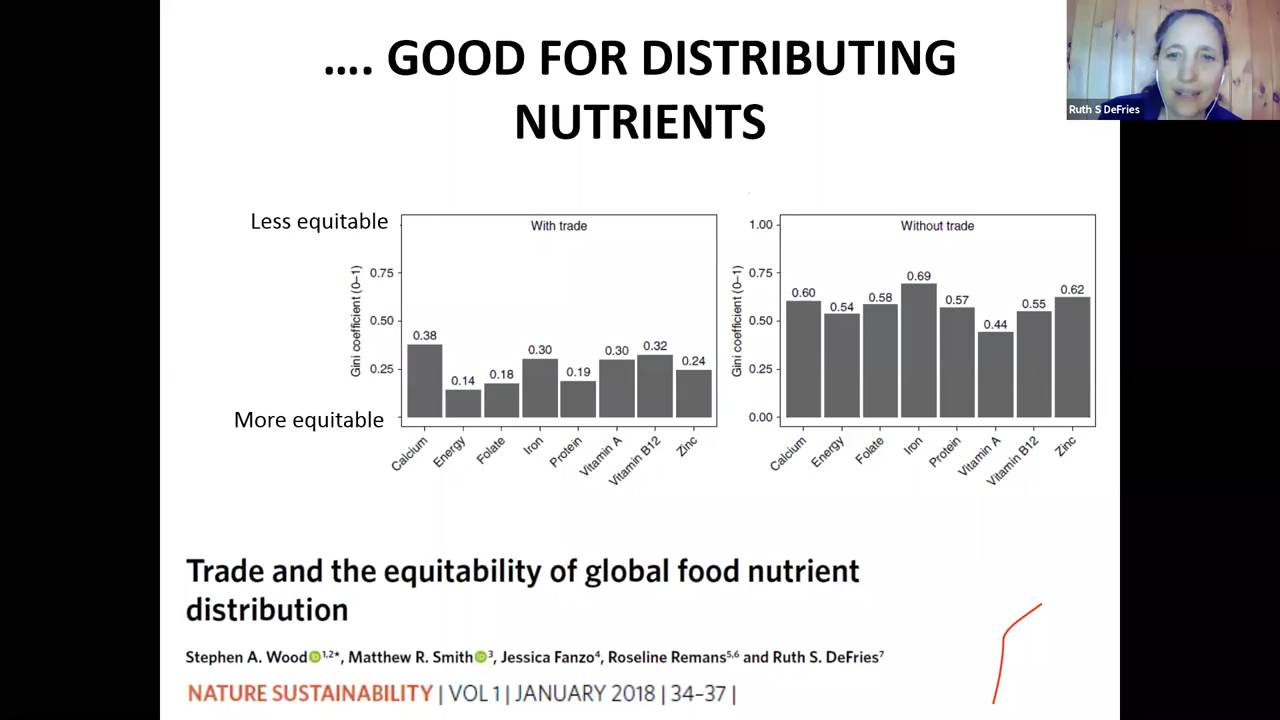 .... GOOD FOR DISTRIBUTING
NUTRIENTS
Ruth S DeFries
Less equitable
More equitable
With trade
Gini coefficient (0–1)
0.75
0.50
0.25
0.38
0.14
0.18
0.30
0.19
0.30
0.32
0.24
Calcium
Energy
Folate
Iron
Protein
Vitamin A
Vitamin B12
Zinc
Without trade
Gini coefficient (0–1)
1.00
0.75
0.50
0.25
0.00
0.60
0.54
0.58
0.69
0.57
0.44
0.55
0.62
Calcium
Energy
Folate
Iron
Protein
Vitamin A
Vitamin B12
Zinc
Trade and the equitability of global food nutrient
distribution
Stephen A. Wood iD 1,2*, Matthew R. Smith iD 3, Jessica Fanzo4, Roseline Remans5,6 and Ruth S. DeFries7
NATURE SUSTAINABILITY | VOL 1 | JANUARY 2018 | 34–37 |